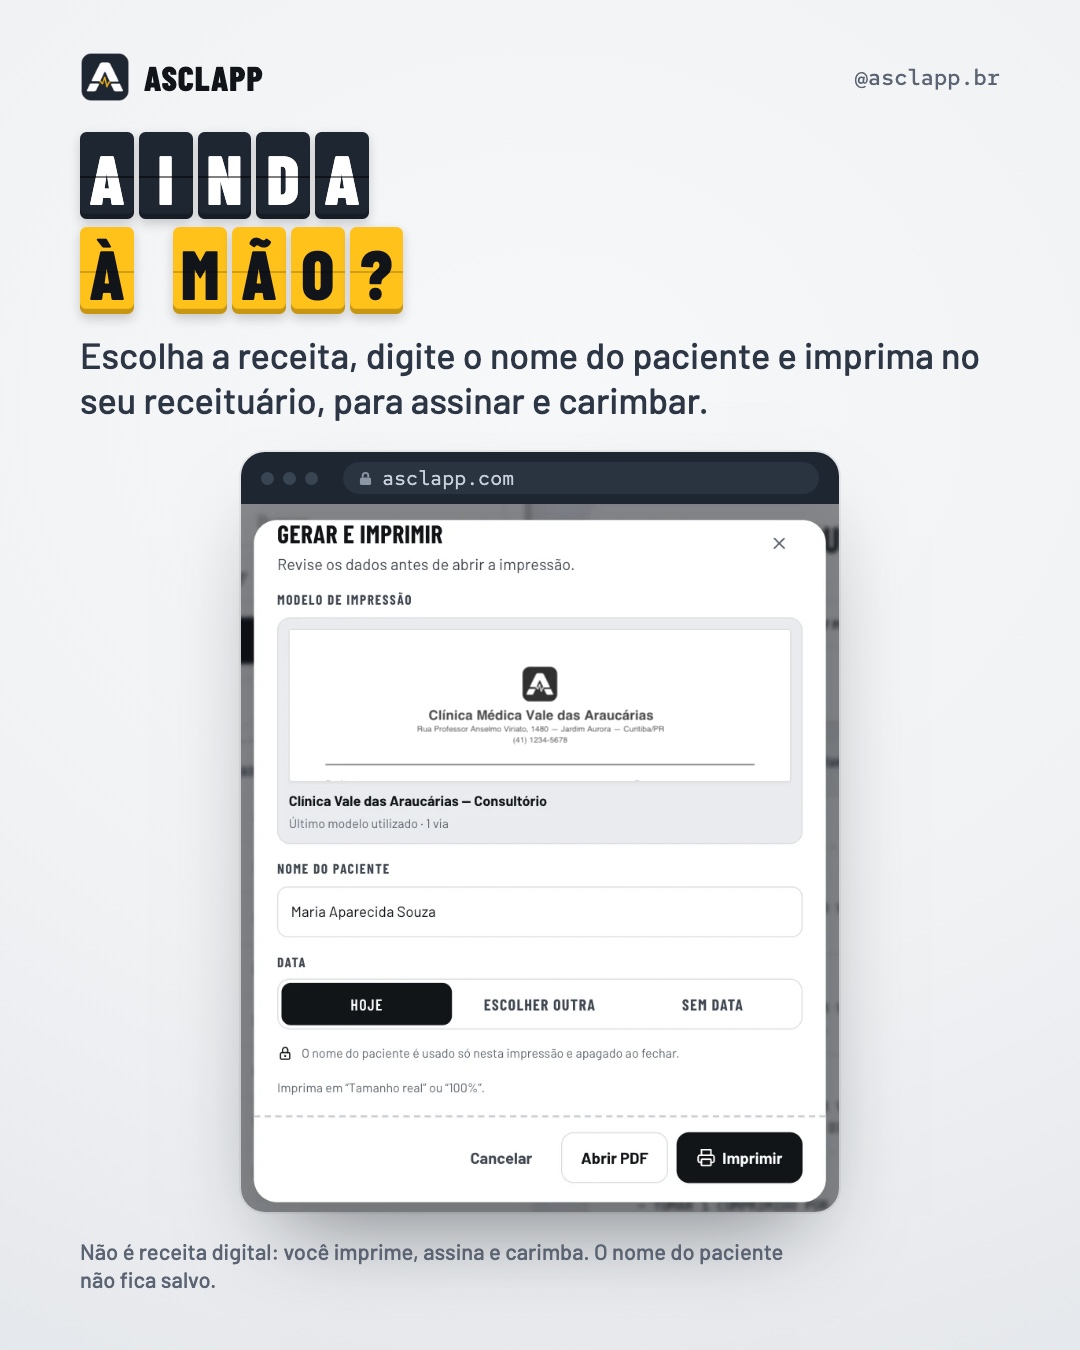 ASCLAPP
@asclapp.br
AINDA
À MÃO?
Escolha a receita, digite o nome do paciente e imprima no
seu receituário, para assinar e carimbar.
asclapp.com
GERAR E IMPRIMIR
Revise os dados antes de abrir a impressão.
MODELO DE IMPRESSÃO
Clínica Médica Vale das Araucárias
Rua Professor Anselmo Viriato, 1480 — Jardim Aurora — Curitiba/PR
(41) 1234-5678
Clínica Vale das Araucárias — Consultório
Último modelo utilizado · 1 via
NOME DO PACIENTE
Maria Aparecida Souza
DATA
HOJE
ESCOLHER OUTRA
SEM DATA
O nome do paciente é usado só nesta impressão e apagado ao fechar.
Imprima em “Tamanho real” ou “100%”.
Cancelar
Abrir PDF
Imprimir
Não é receita digital: você imprime, assina e carimba. O nome do paciente
não fica salvo.